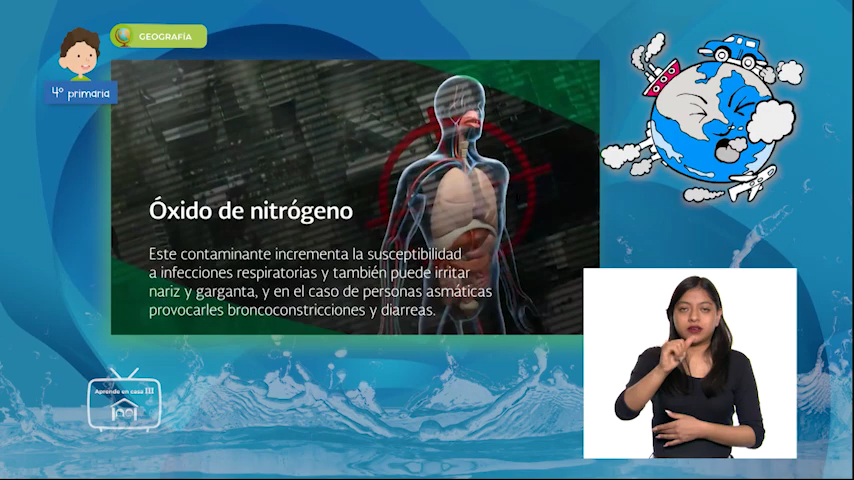 GEOGRAFÍA
4º primaria
Óxido de nitrógeno
Este contaminante incrementa la susceptibilidad
a infecciones respiratorias y también puede irritar
nariz y garganta, y en el caso de personas asmáticas
provocarles broncoconstricciones y diarreas.
Aprende en casa III